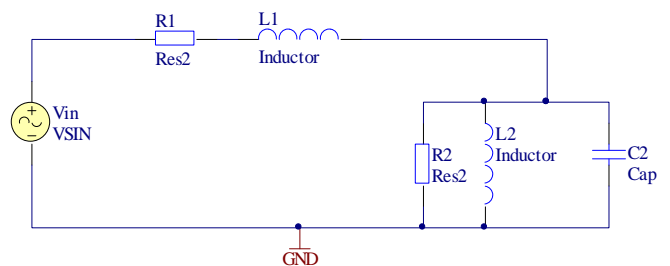 R1
Res2
L1
Inductor
Vin
VSIN
R2
Res2
L2
Inductor
C2
Cap
GND